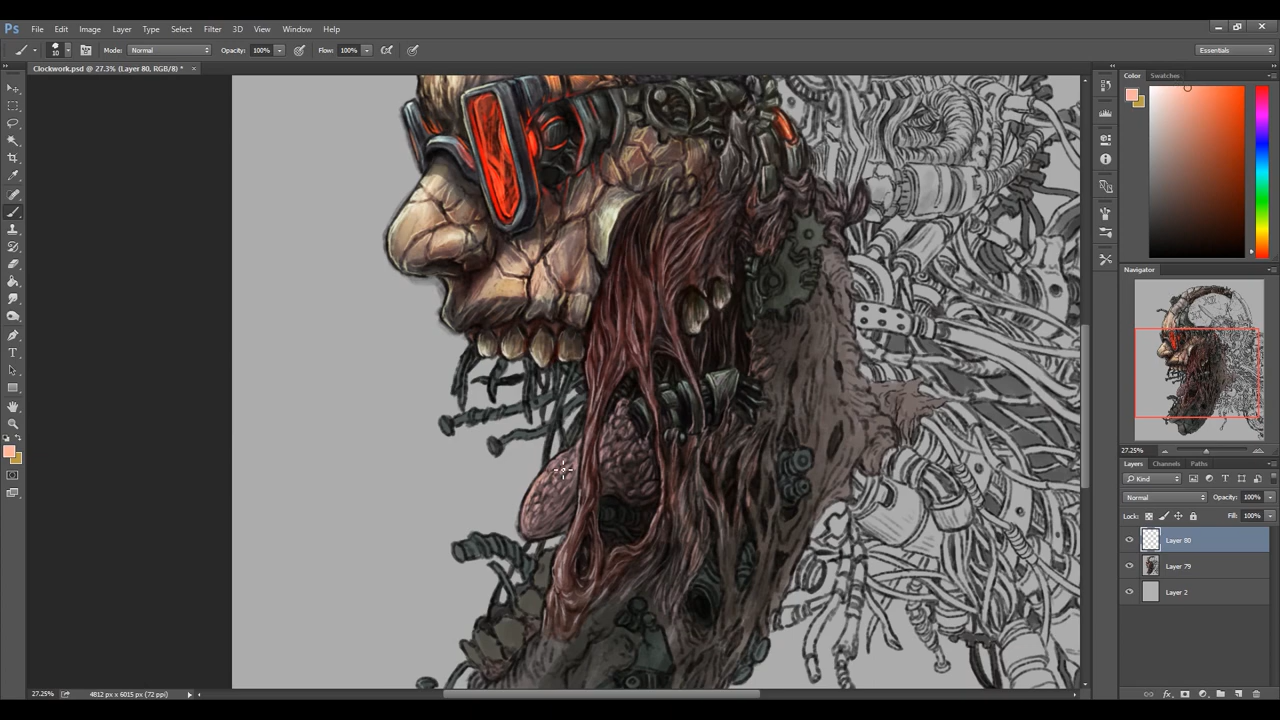 Ps File Edit Image Layer Type Select Filter 3D View Window Help
10 Mode: Normal Opacity: 100% Flow: 100% Essentials
Clockwork.psd @ 27.3% (Layer 80, RGB/8) *
Color Swatches
Navigator
27.25%
Layers Channels Paths
Kind
Normal Opacity: 100%
Lock: Fill: 100%
Layer 80
Layer 79
Layer 2
27.25% 4812 px x 6015 px (72 ppi)
fx